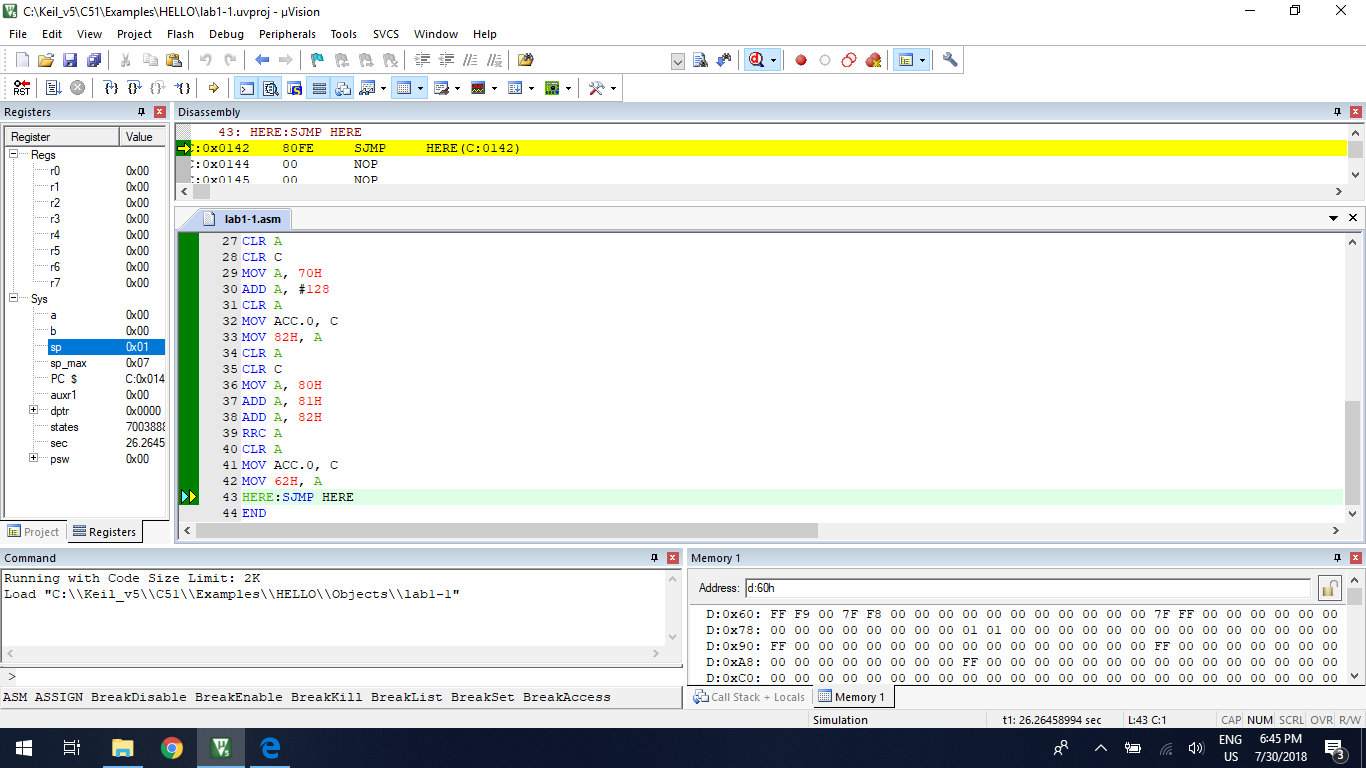 C:\Keil_v5\C51\Examples\HELLO\lab1-1.uvproj - µVision
File Edit View Project Flash Debug Peripherals Tools SVCS Window Help
Registers
Register Value
Regs
r0 0x00
r1 0x00
r2 0x00
r3 0x00
r4 0x00
r5 0x00
r6 0x00
r7 0x00
Sys
a 0x00
b 0x00
sp 0x01
sp_max 0x07
PC $ C:0x014
auxr1 0x00
dptr 0x0000
states 7003888
sec 26.2645
psw 0x00
Project Registers
Disassembly
43: HERE:SJMP HERE
C:0x0142 80FE SJMP HERE(C:0142)
C:0x0144 00 NOP
C:0x0145 00 NOP
lab1-1.asm
27 CLR A
28 CLR C
29 MOV A, 70H
30 ADD A, #128
31 CLR A
32 MOV ACC.0, C
33 MOV 82H, A
34 CLR A
35 CLR C
36 MOV A, 80H
37 ADD A, 81H
38 ADD A, 82H
39 RRC A
40 CLR A
41 MOV ACC.0, C
42 MOV 62H, A
43 HERE:SJMP HERE
44 END
Command
Running with Code Size Limit: 2K
Load "C:\\Keil_v5\\C51\\Examples\\HELLO\\Objects\\lab1-1"
>
ASM ASSIGN BreakDisable BreakEnable BreakKill BreakList BreakSet BreakAccess
Memory 1
Address: d:60h
D:0x60: FF F9 00 7F F8 00 00 00 00 00 00 00 00 00 00 00 7F FF 00 00 00 00 00 00
D:0x78: 00 00 00 00 00 00 00 00 01 01 00 00 00 00 00 00 00 00 00 00 00 00 00 00
D:0x90: FF 00 00 00 00 00 00 00 00 00 00 00 00 00 00 00 FF 00 00 00 00 00 00 00
D:0xA8: 00 00 00 00 00 00 00 00 FF 00 00 00 00 00 00 00 00 00 00 00 00 00 00 00
D:0xC0: 00 00 00 00 00 00 00 00 00 00 00 00 00 00 00 00 00 00 00 00 00 00 00 00
Call Stack + Locals Memory 1
Simulation t1: 26.26458994 sec L:43 C:1 CAP NUM SCRL OVR R/W
ENG 6:45 PM
US 7/30/2018 3